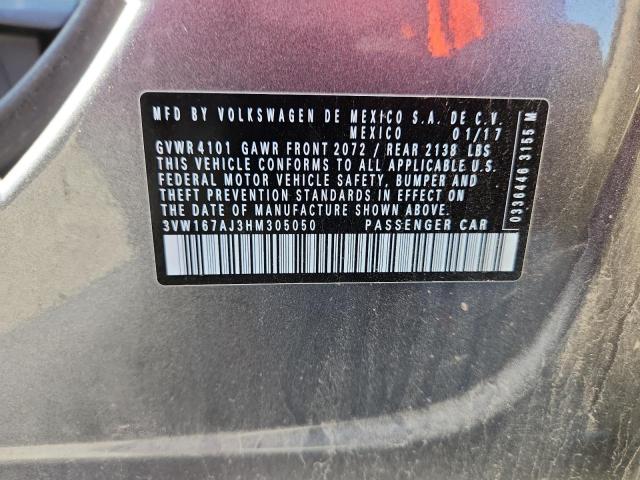 MFD BY VOLKSWAGEN DE MEXICO S.A. DE C.V.
MEXICO 01/17
GVWR4101 GAWR FRONT 2072 / REAR 2138 LBS
THIS VEHICLE CONFORMS TO ALL APPLICABLE U.S.
FEDERAL MOTOR VEHICLE SAFETY, BUMPER AND
THEFT PREVENTION STANDARDS IN EFFECT ON
THE DATE OF MANUFACTURE SHOWN ABOVE
3VW167AJ3HM305050 PASSENGER CAR
0330446 3155 M